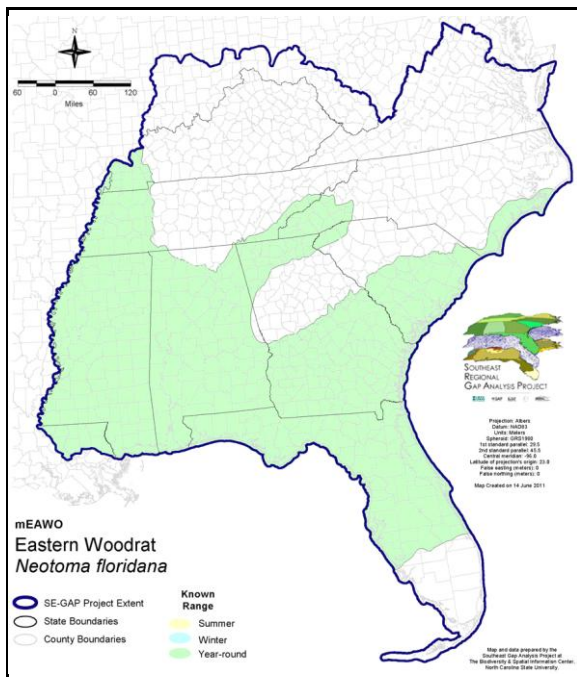 N
60 0 60 120
Miles
SOUTHEAST
REGIONAL
GAP ANALYSIS PROJECT
Projection: Albers
Datum: NAD83
Units: Meters
Spheroid: GRS1980
1st standard parallel: 29.5
2nd standard parallel: 45.5
Central meridian: -96.0
Latitude of projection's origin: 23.0
False easting (meters): 0
False northing (meters): 0
Map Created on 14 June 2011
mEAWO
Eastern Woodrat
Neotoma floridana
SE-GAP Project Extent
State Boundaries
County Boundaries
Known
Range
Summer
Winter
Year-round
Map and data prepared by the
Southeast Gap Analysis Project at
The Biodiversity & Spatial Information Center,
North Carolina State University.